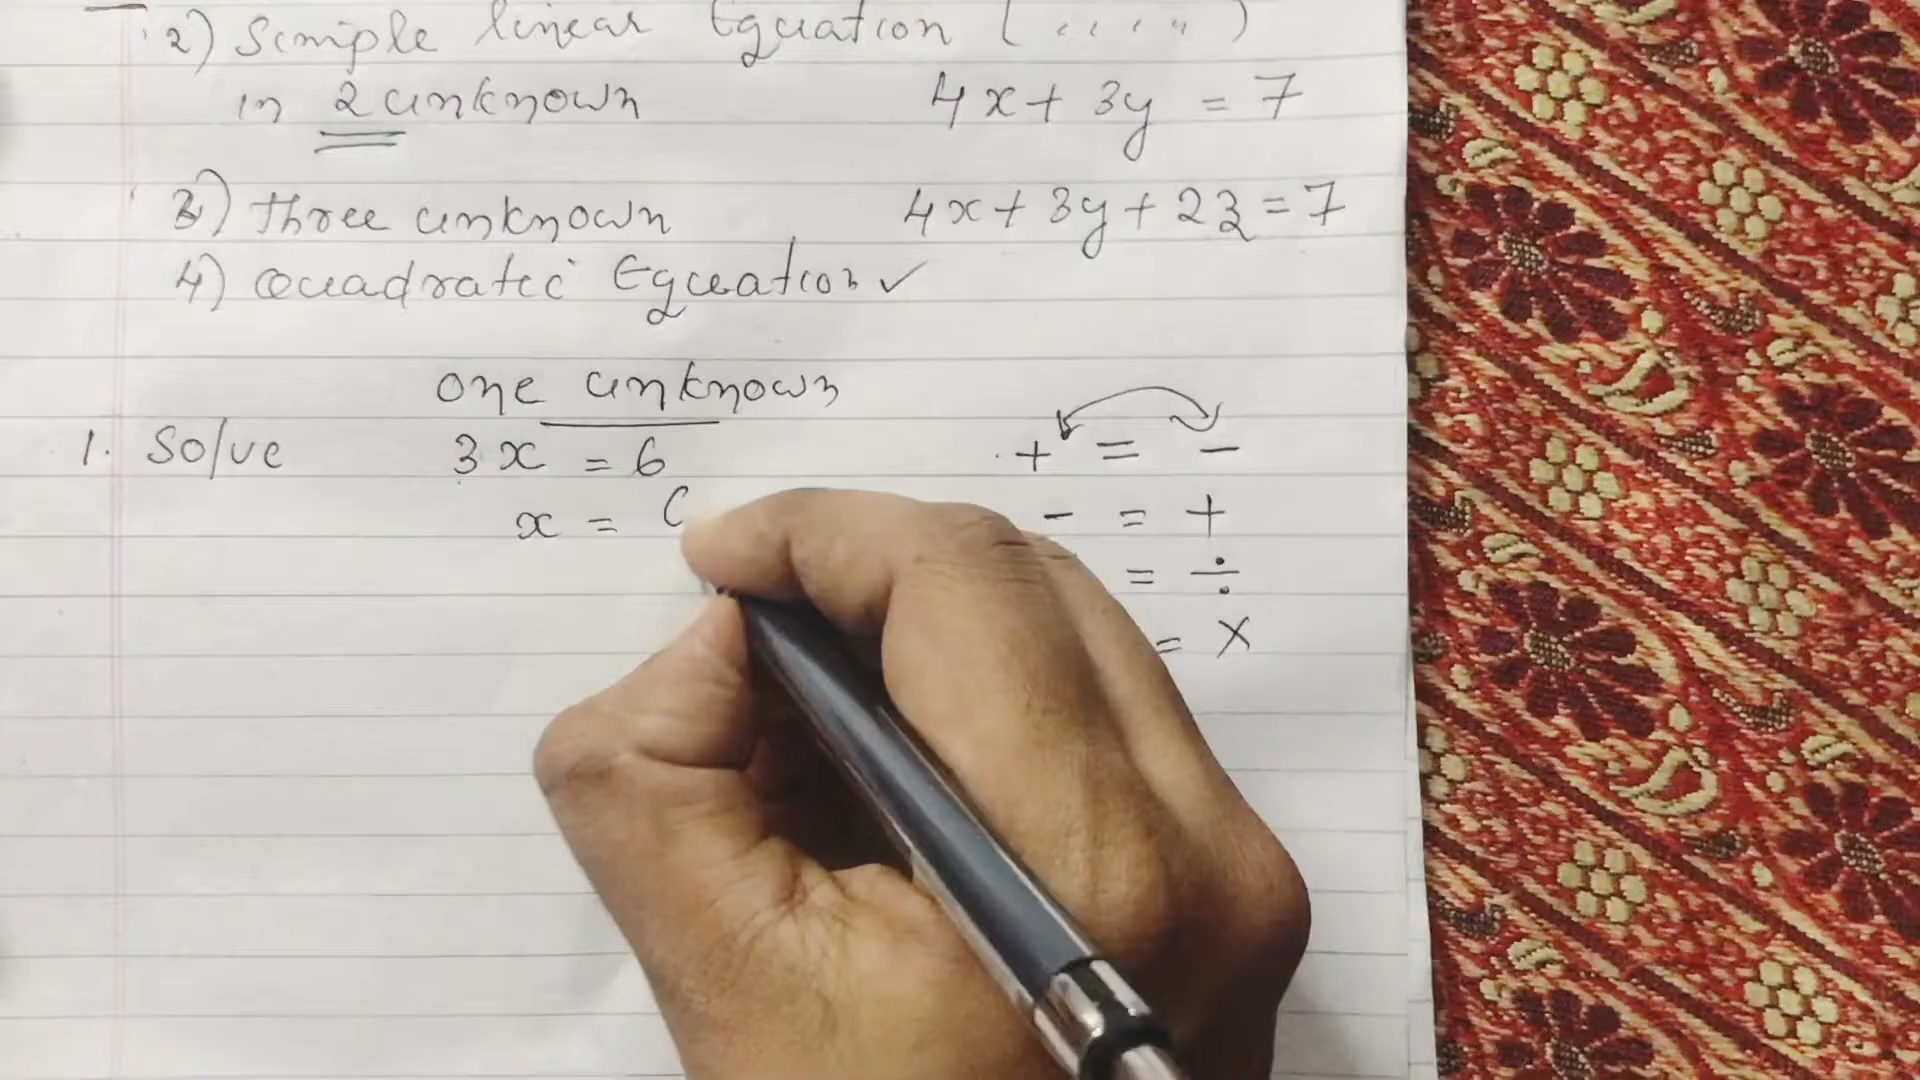 2) Simple linear Equation ( , , , , " )
in 2 unknown 4x + 3y = 7
3) three unknown 4x + 3y + 2z = 7
4) Quadratic Equation ✓
one unknown
1. Solve 3x = 6 + = -
x = - = +
= ÷
= ×